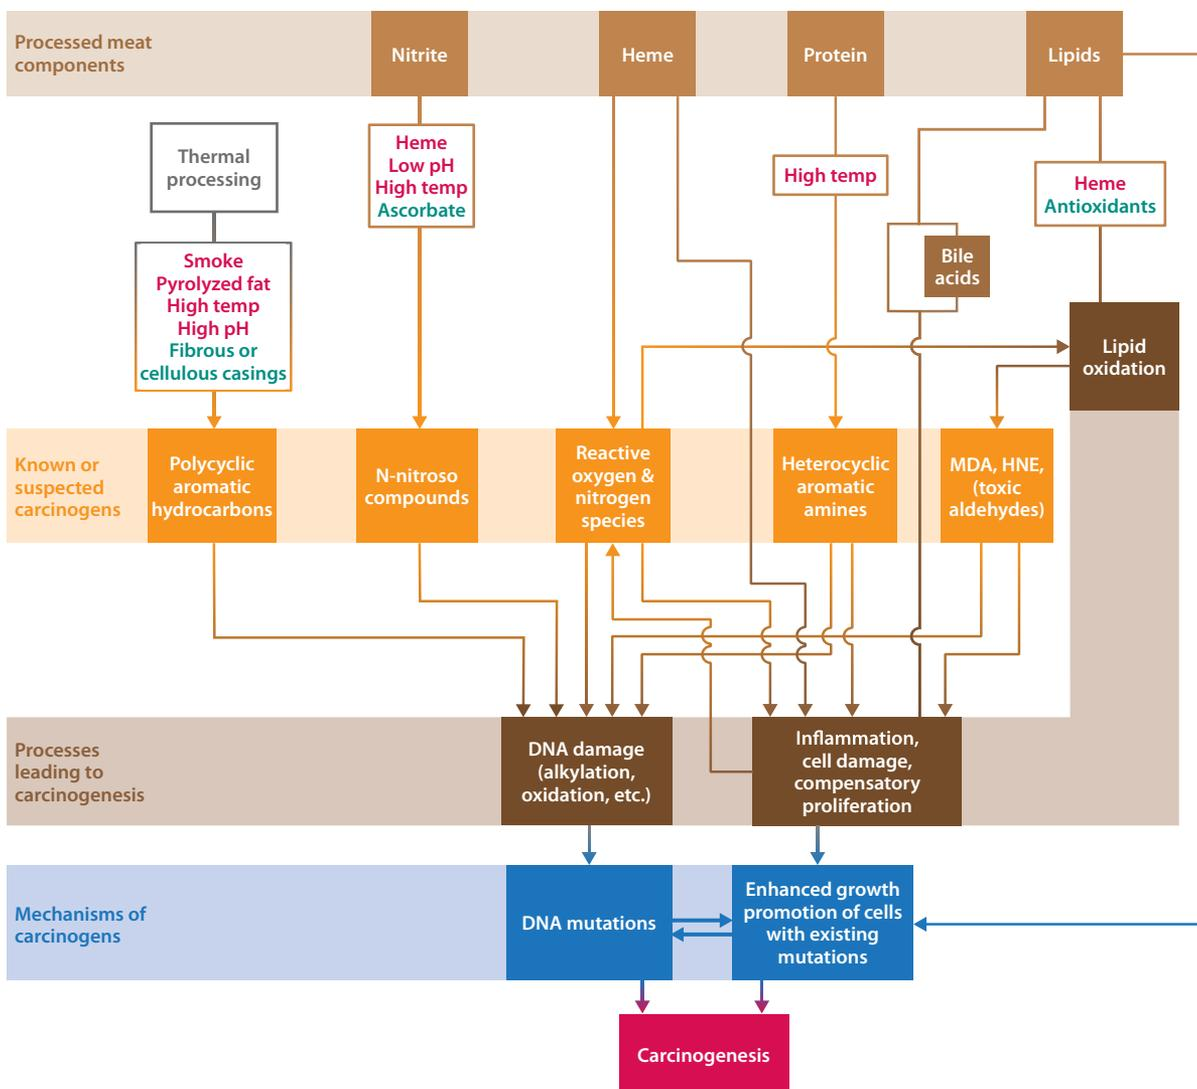 Processed meat
components
Nitrite
Heme
Protein
Lipids
Thermal
processing
Heme
Low pH
High temp
Ascorbate
High temp
Heme
Antioxidants
Smoke
Pyrolyzed fat
High temp
High pH
Fibrous or
cellulous casings
Bile
acids
Lipid
oxidation
Known or
suspected
carcinogens
Polycyclic
aromatic
hydrocarbons
N-nitroso
compounds
Reactive
oxygen &
nitrogen
species
Heterocyclic
aromatic
amines
MDA, HNE,
(toxic
aldehydes)
Processes
leading to
carcinogenesis
DNA damage
(alkylation,
oxidation, etc.)
Inflammation,
cell damage,
compensatory
proliferation
Mechanisms of
carcinogens
DNA mutations
Enhanced growth
promotion of cells
with existing
mutations
Carcinogenesis